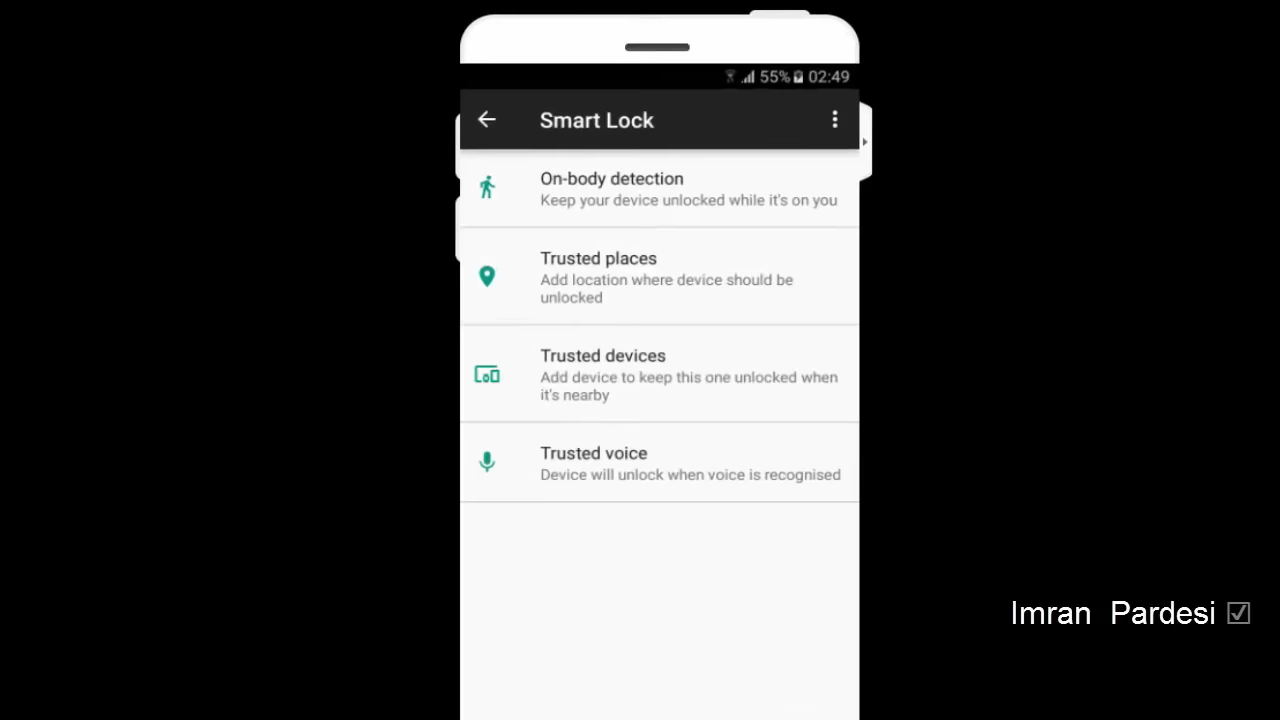 55% 02:49
Smart Lock
On-body detection
Keep your device unlocked while it's on you
Trusted places
Add location where device should be
unlocked
Trusted devices
Add device to keep this one unlocked when
it's nearby
Trusted voice
Device will unlock when voice is recognised
Imran Pardesi ☑